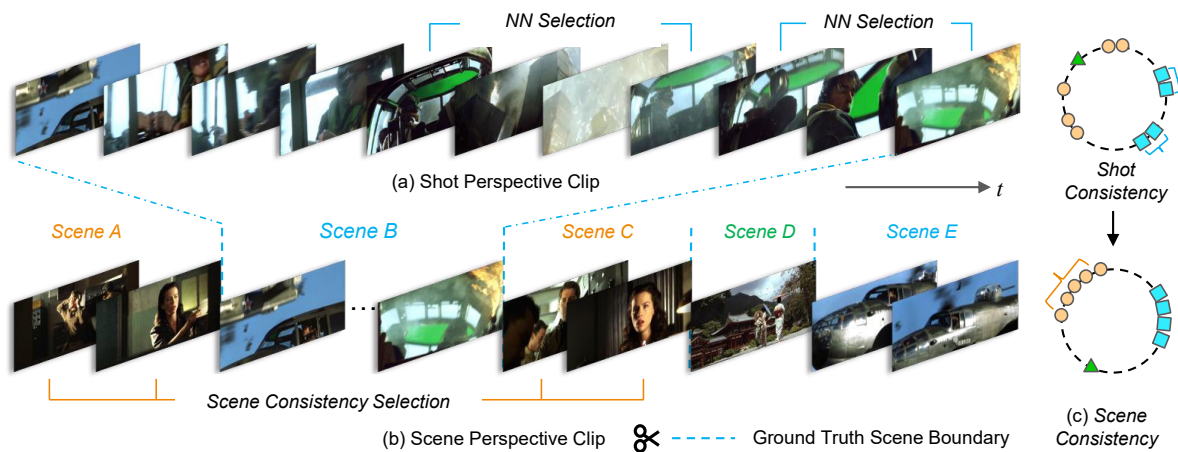 NN Selection
NN Selection
(a) Shot Perspective Clip
t
Shot
Consistency
Scene A
Scene B
Scene C
Scene D
Scene E
...
Scene Consistency Selection
(b) Scene Perspective Clip
Ground Truth Scene Boundary
(c) Scene
Consistency